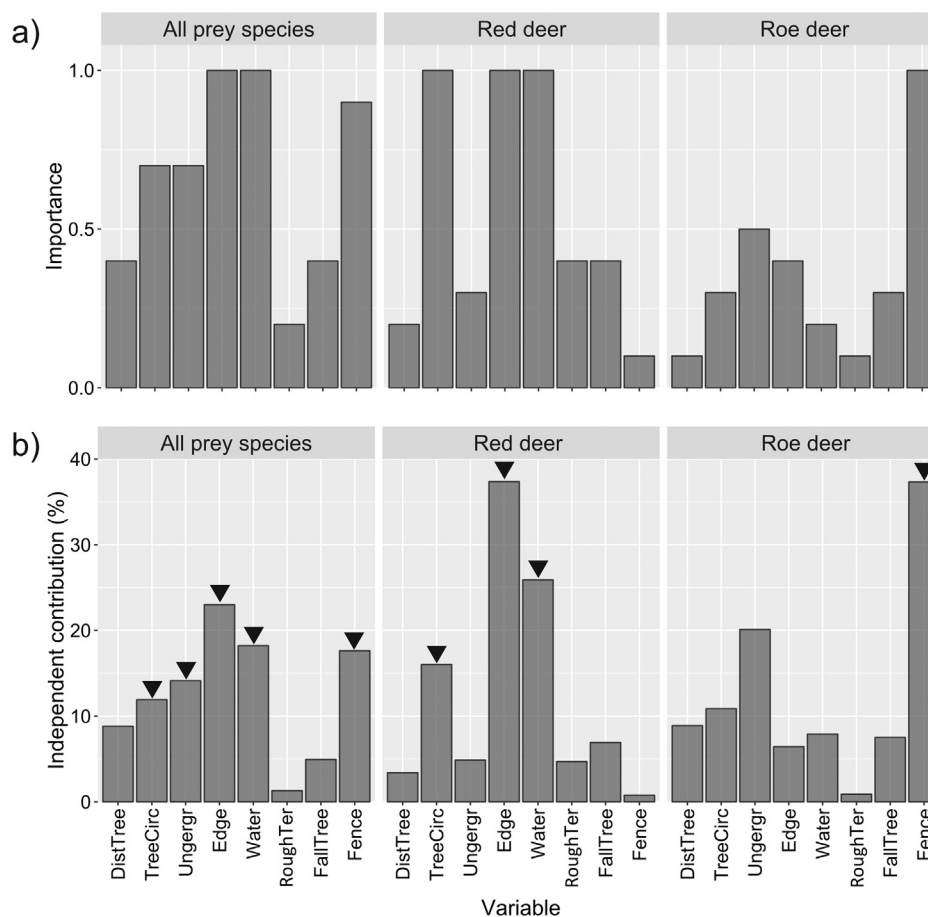 a)
All prey species Red deer Roe deer
Importance
1.0
0.5
0.0
b)
All prey species Red deer Roe deer
Independent contribution (%)
40
30
20
10
0
DistTree TreeCirc Ungergr Edge Water RoughTer FallTree Fence DistTree TreeCirc Ungergr Edge Water RoughTer FallTree Fence DistTree TreeCirc Ungergr Edge Water RoughTer FallTree Fence
Variable